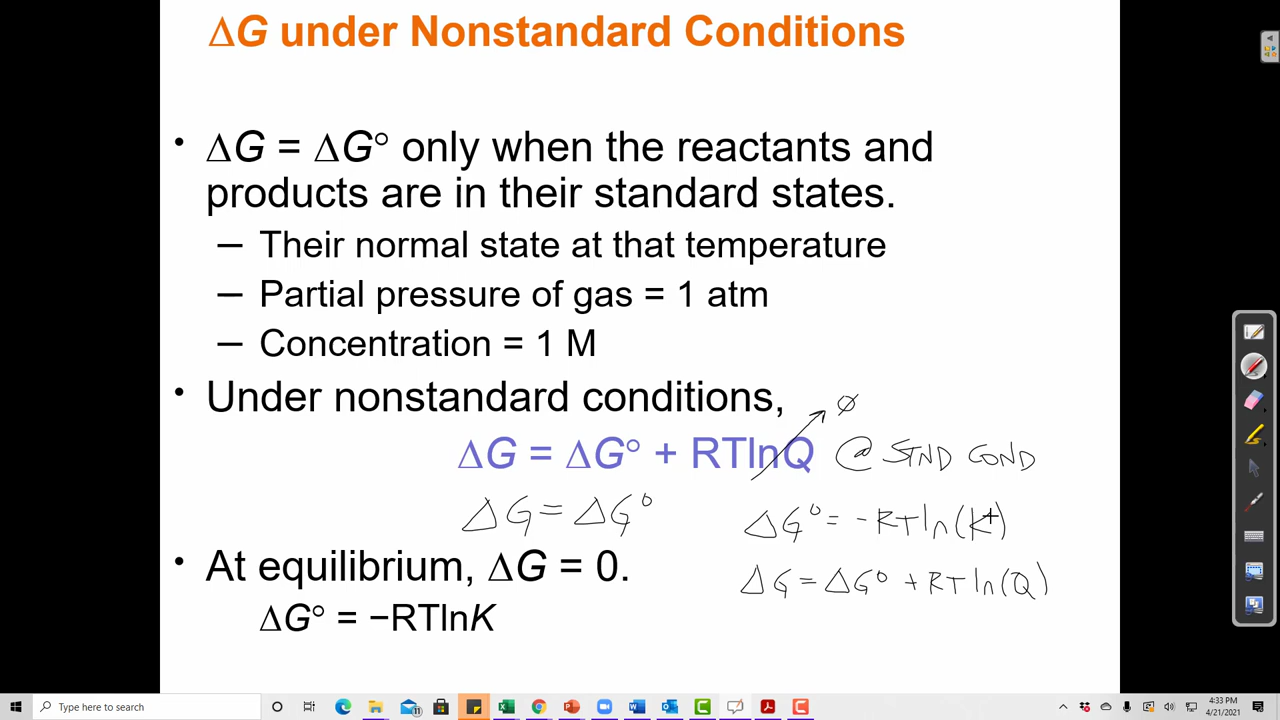 ΔG under Nonstandard Conditions
• ΔG = ΔG° only when the reactants and
products are in their standard states.
– Their normal state at that temperature
– Partial pressure of gas = 1 atm
– Concentration = 1 M
• Under nonstandard conditions,
∅
ΔG = ΔG° + RTlnQ @ STND COND
ΔG = ΔG° ΔG° = -RTln(K)
• At equilibrium, ΔG = 0.
ΔG = ΔG° + RTln(Q)
ΔG° = −RTlnK
Type here to search
4:33 PM
4/21/2021